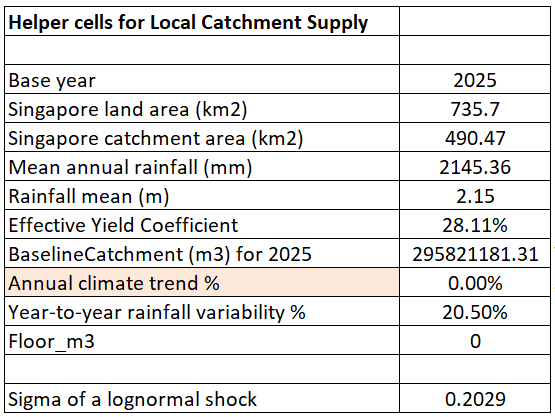 Helper cells for Local Catchment Supply
Base year 2025
Singapore land area (km2) 735.7
Singapore catchment area (km2) 490.47
Mean annual rainfall (mm) 2145.36
Rainfall mean (m) 2.15
Effective Yield Coefficient 28.11%
BaselineCatchment (m3) for 2025 295821181.31
Annual climate trend % 0.00%
Year-to-year rainfall variability % 20.50%
Floor_m3 0
Sigma of a lognormal shock 0.2029